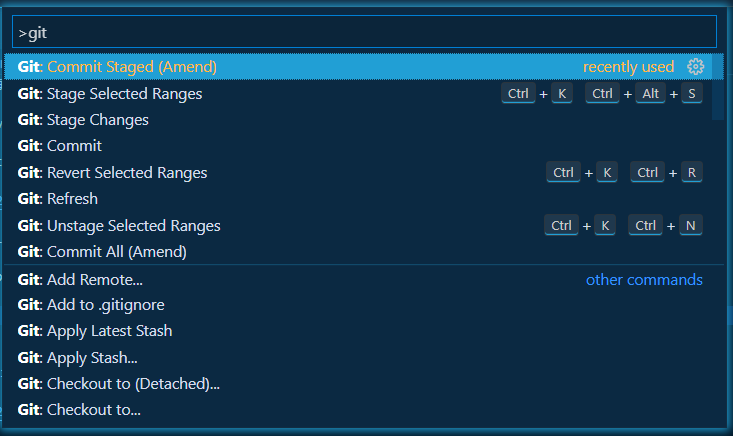 >git
Git: Commit Staged (Amend) recently used
Git: Stage Selected Ranges Ctrl + K Ctrl + Alt + S
Git: Stage Changes
Git: Commit
Git: Revert Selected Ranges Ctrl + K Ctrl + R
Git: Refresh
Git: Unstage Selected Ranges Ctrl + K Ctrl + N
Git: Commit All (Amend)
Git: Add Remote... other commands
Git: Add to .gitignore
Git: Apply Latest Stash
Git: Apply Stash...
Git: Checkout to (Detached)...
Git: Checkout to...